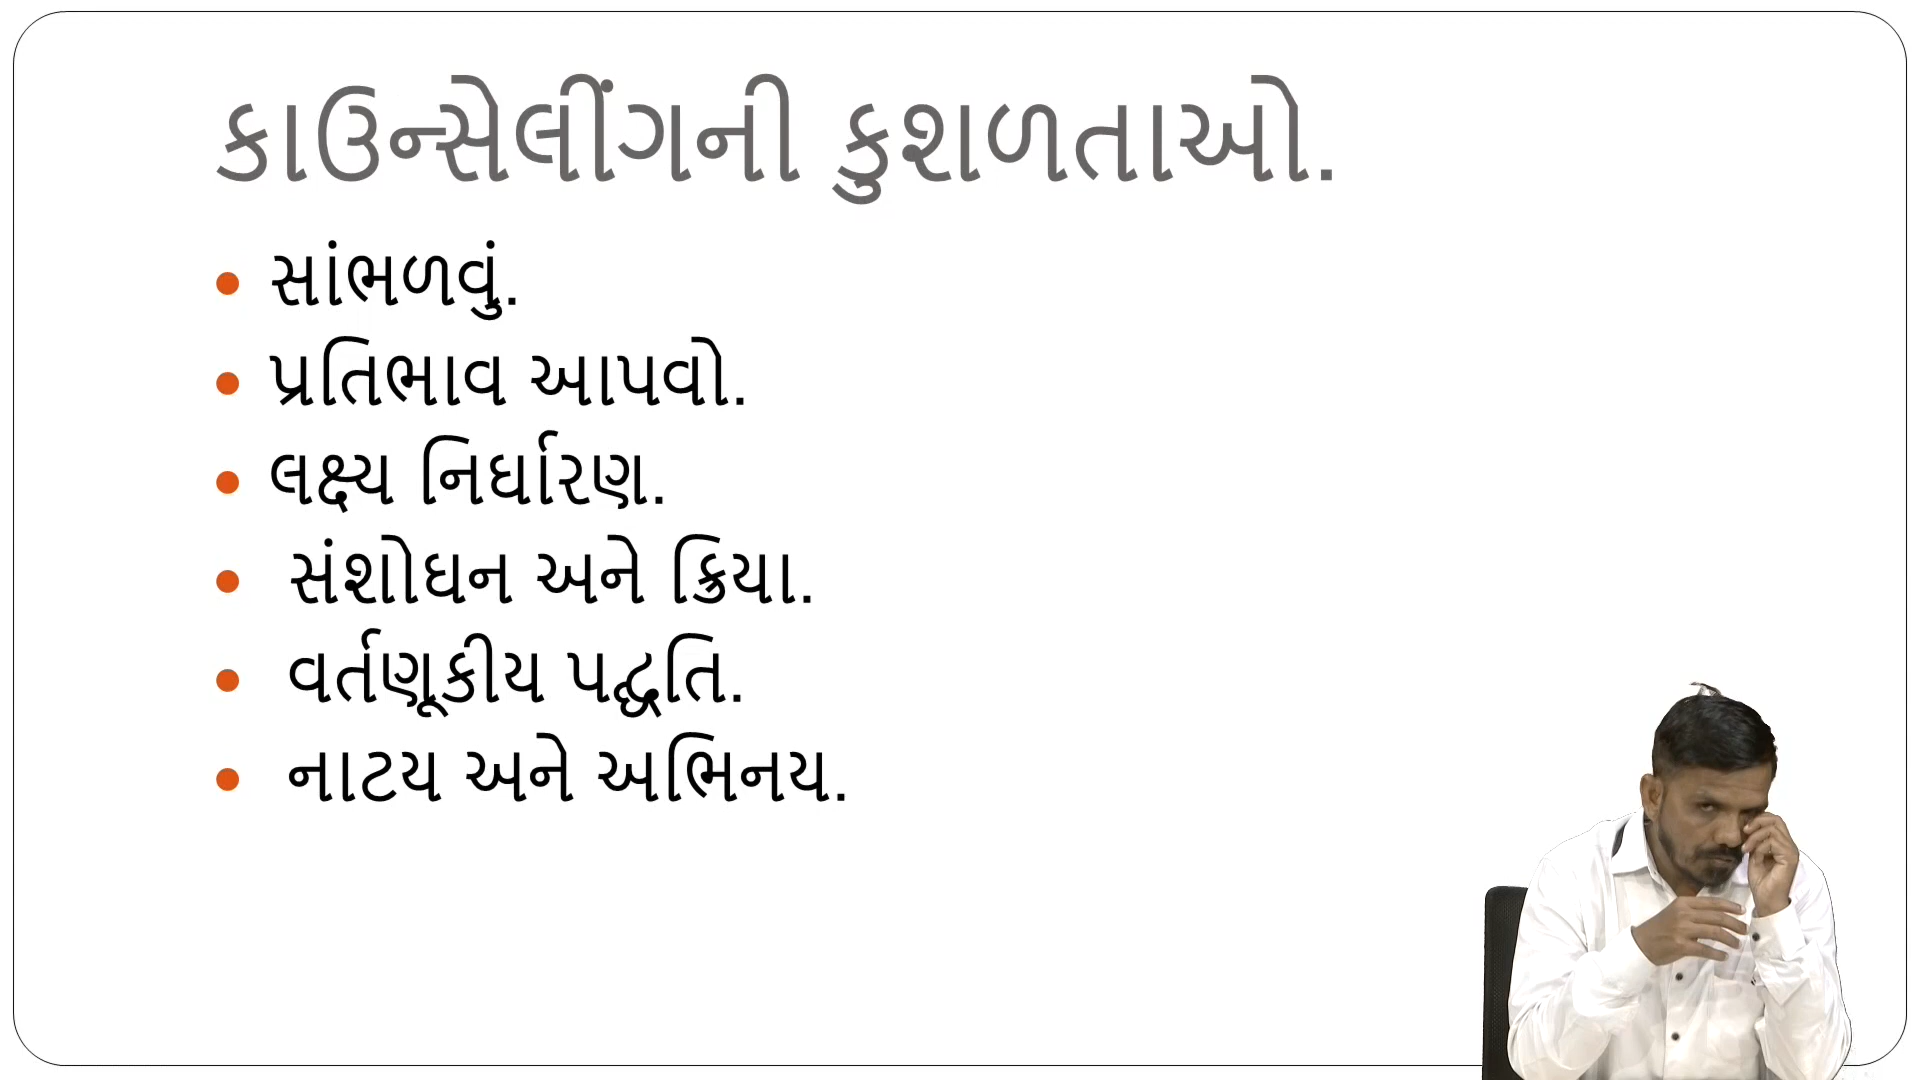 કાઉન્સેલીંગની કુશળતાઓ.
• સાંભળવું.
• પ્રતિભાવ આપવો.
• લક્ષ્ય નિર્ધારણ.
• સંશોધન અને ક્રિયા.
• વર્તણૂકીય પદ્ધતિ.
• નાટય અને અભિનય.